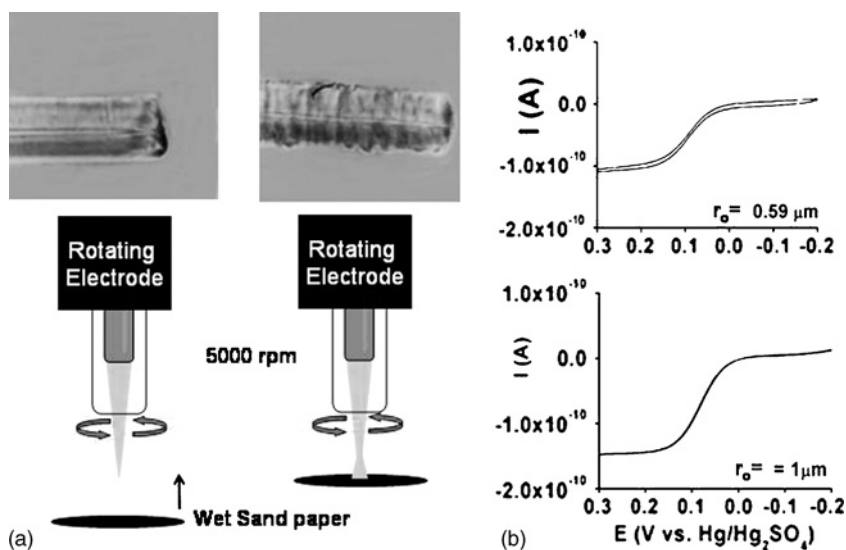 Rotating
Electrode
Rotating
Electrode
5000 rpm
Wet Sand paper
(a)
1.0x10⁻¹⁰
0.0
-1.0x10⁻¹⁰
-2.0x10⁻¹⁰
I (A)
rₒ= 0.59 µm
0.3 0.2 0.1 0.0 -0.1 -0.2
1.0x10⁻³⁰
0.0
-1.0x10⁻¹⁰
-2.0x10⁻¹⁰
I (A)
rₒ = = 1µm
0.3 0.2 0.1 0.0 -0.1 -0.2
(b)
E (V vs. Hg/Hg₂SO₄)